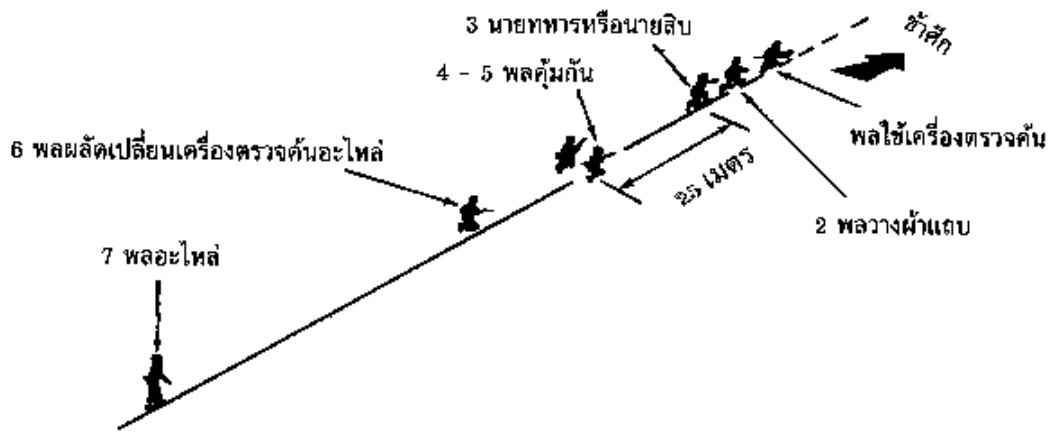 3 นายทหารหรือนายสิบ
ข้าศึก
4 - 5 พลคุ้มกัน
พลใช้เครื่องตรวจค้น
6 พลผลัดเปลี่ยนเครื่องตรวจค้นอะไหล่
25 เมตร
2 พลวางผ้าแถบ
7 พลอะไหล่